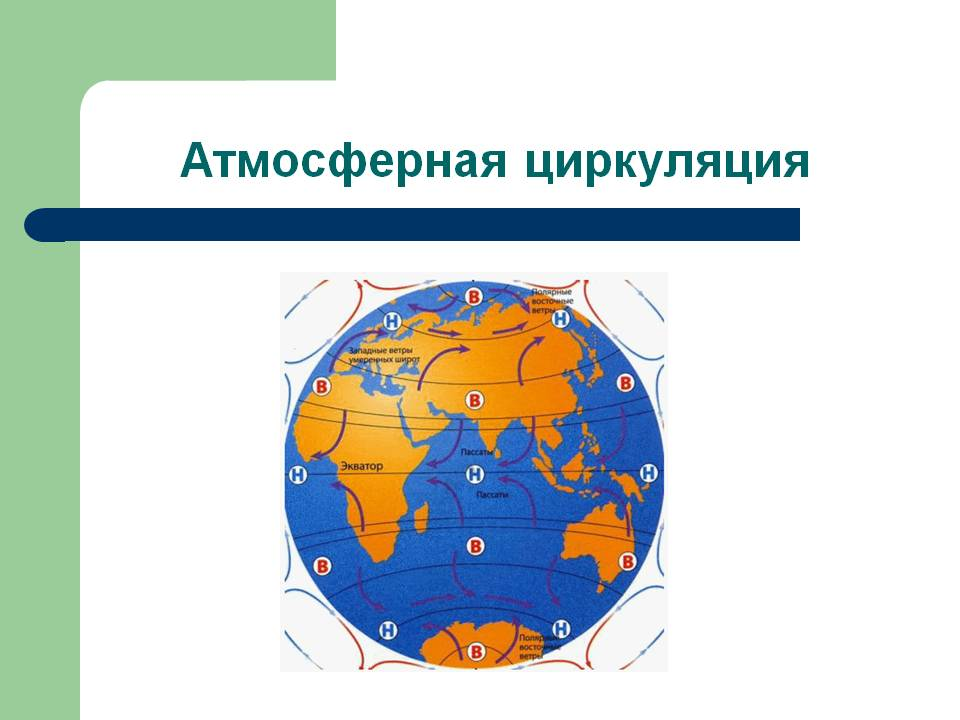 Атмосферная циркуляция
В
Полярные
восточные
ветры
Н
Н
Западные ветры
умеренных широт
В
В
В
Пассаты
Экватор
Н
Н
Н
Пассаты
В
В
В
Н
Н
Полярные
восточные
ветры
В